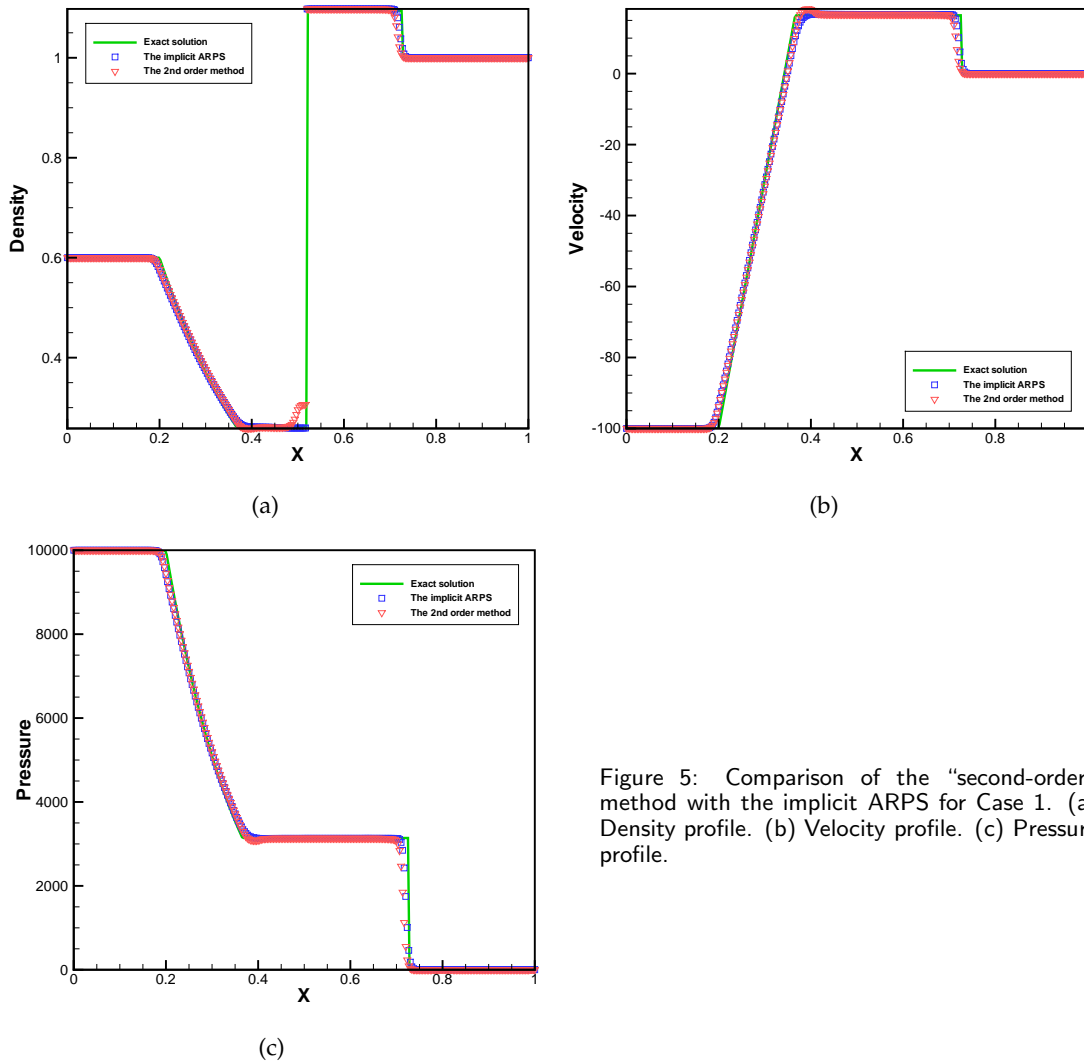 Exact solution
The implicit ARPS
The 2nd order method
Density
1
0.8
0.6
0.4
0 0.2 0.4 0.6 0.8 1
X
(a)
Exact solution
The implicit ARPS
The 2nd order method
Velocity
0
-20
-40
-60
-80
-100
0 0.2 0.4 0.6 0.8
X
(b)
Exact solution
The implicit ARPS
The 2nd order method
Pressure
10000
8000
6000
4000
2000
0
0 0.2 0.4 0.6 0.8 1
X
(c)
Figure 5: Comparison of the “second-order
method with the implicit ARPS for Case 1. (a
Density profile. (b) Velocity profile. (c) Pressur
profile.